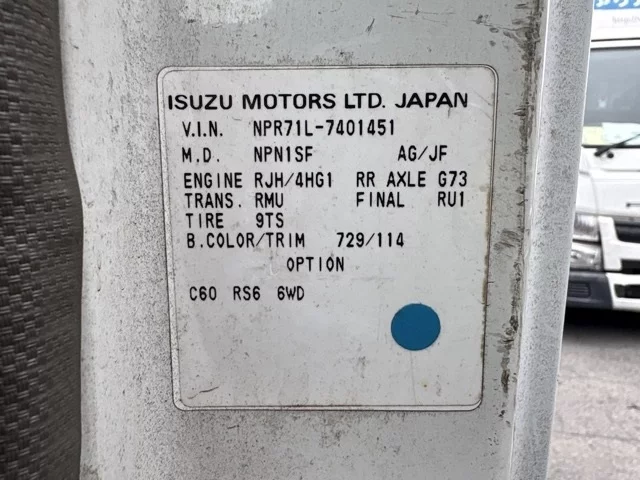 ISUZU MOTORS LTD. JAPAN
V.I.N. NPR71L-7401451
M.D. NPN1SF AG/JF
ENGINE RJH/4HG1 RR AXLE G73
TRANS. RMU FINAL RU1
TIRE 9TS
B.COLOR/TRIM 729/114
OPTION
C60 RS6 6WD